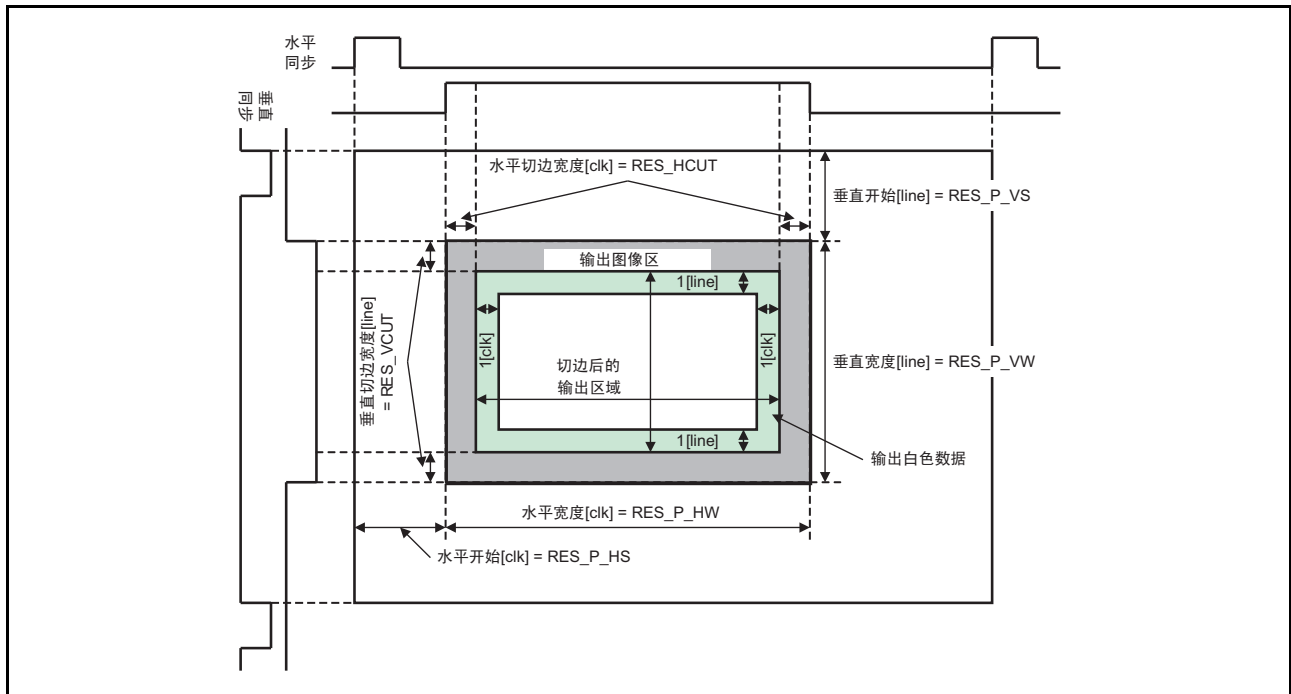 水平
同步
垂直
同步
水平切边宽度[clk] = RES_HCUT
垂直开始[line] = RES_P_VS
输出图像区
1[line]
垂直切边宽度[line]
= RES_VCUT
1[clk]
1[clk]
切边后的
输出区域
垂直宽度[line] = RES_P_VW
1[line]
输出白色数据
水平宽度[clk] = RES_P_HW
水平开始[clk] = RES_P_HS